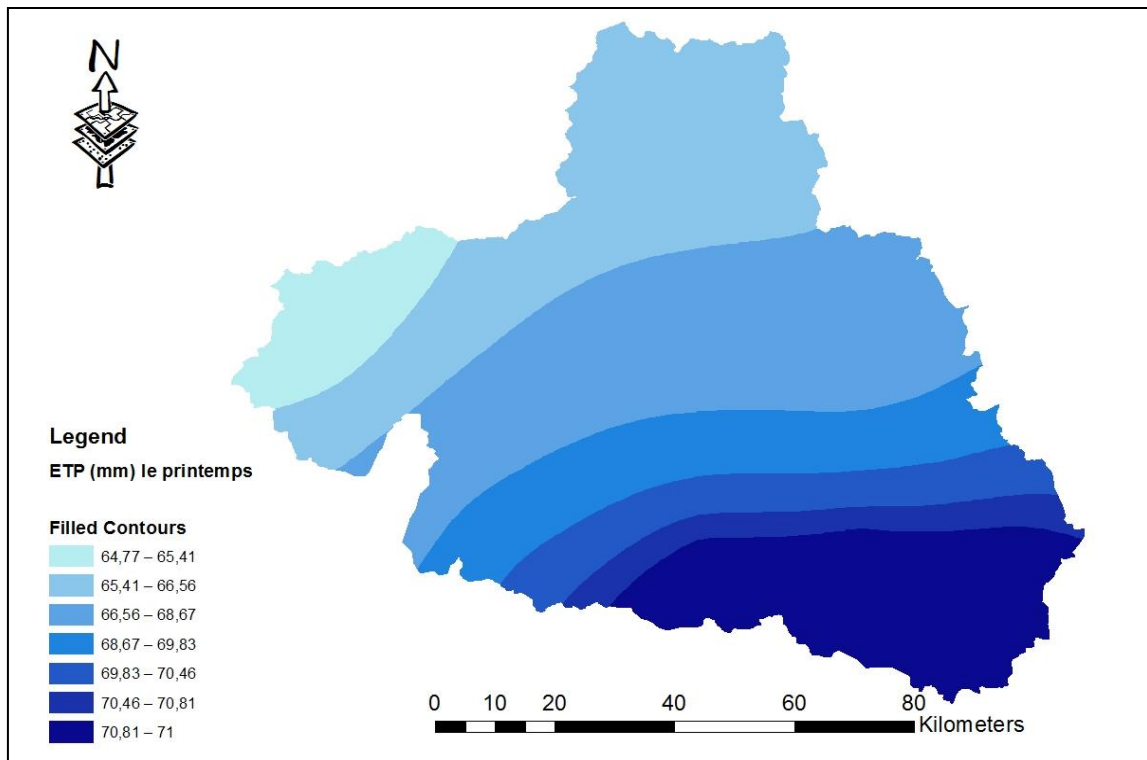 N
Legend
ETP (mm) le printemps
Filled Contours
64,77 – 65,41
65,41 – 66,56
66,56 – 68,67
68,67 – 69,83
69,83 – 70,46
70,46 – 70,81
70,81 – 71
0 10 20 40 60 80
Kilometers